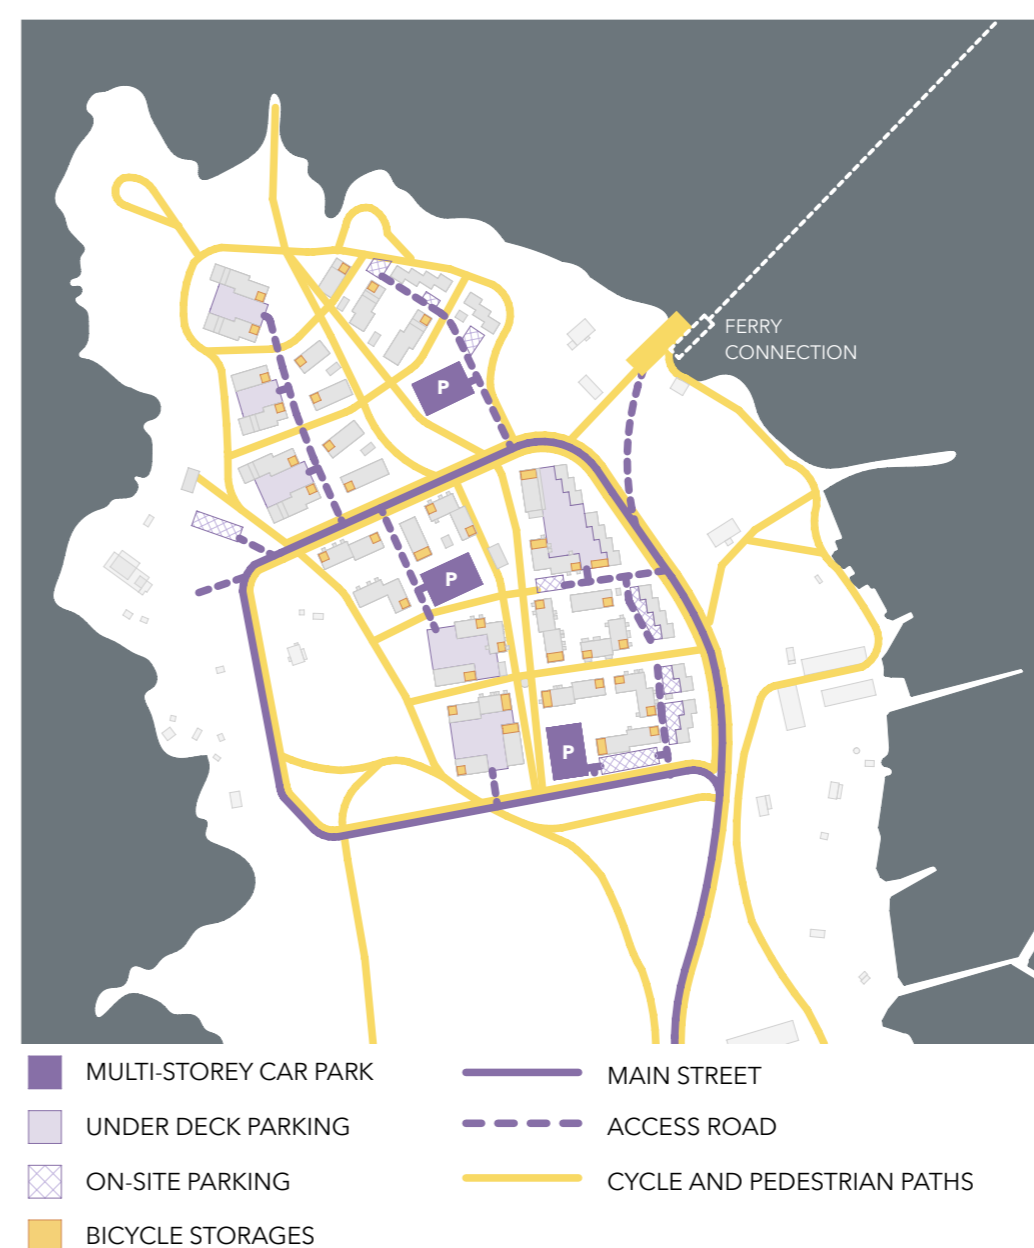 FERRY
CONNECTION
P
P
P
MULTI-STOREY CAR PARK
UNDER DECK PARKING
ON-SITE PARKING
BICYCLE STORAGES
MAIN STREET
ACCESS ROAD
CYCLE AND PEDESTRIAN PATHS